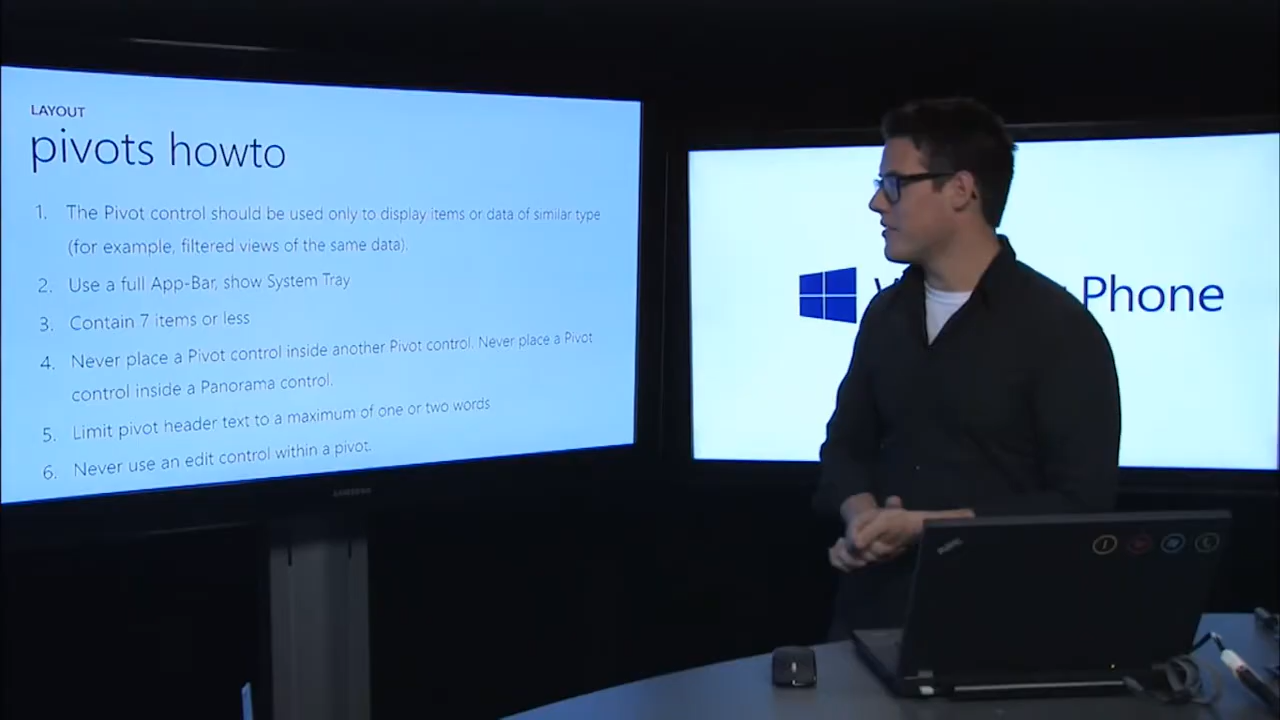 LAYOUT
pivots howto
1. The Pivot control should be used only to display items or data of similar type
(for example, filtered views of the same data).
2. Use a full App-Bar, show System Tray
3. Contain 7 items or less
4. Never place a Pivot control inside another Pivot control. Never place a Pivot
control inside a Panorama control.
5. Limit pivot header text to a maximum of one or two words
6. Never use an edit control within a pivot.
SAMSUNG
Phone